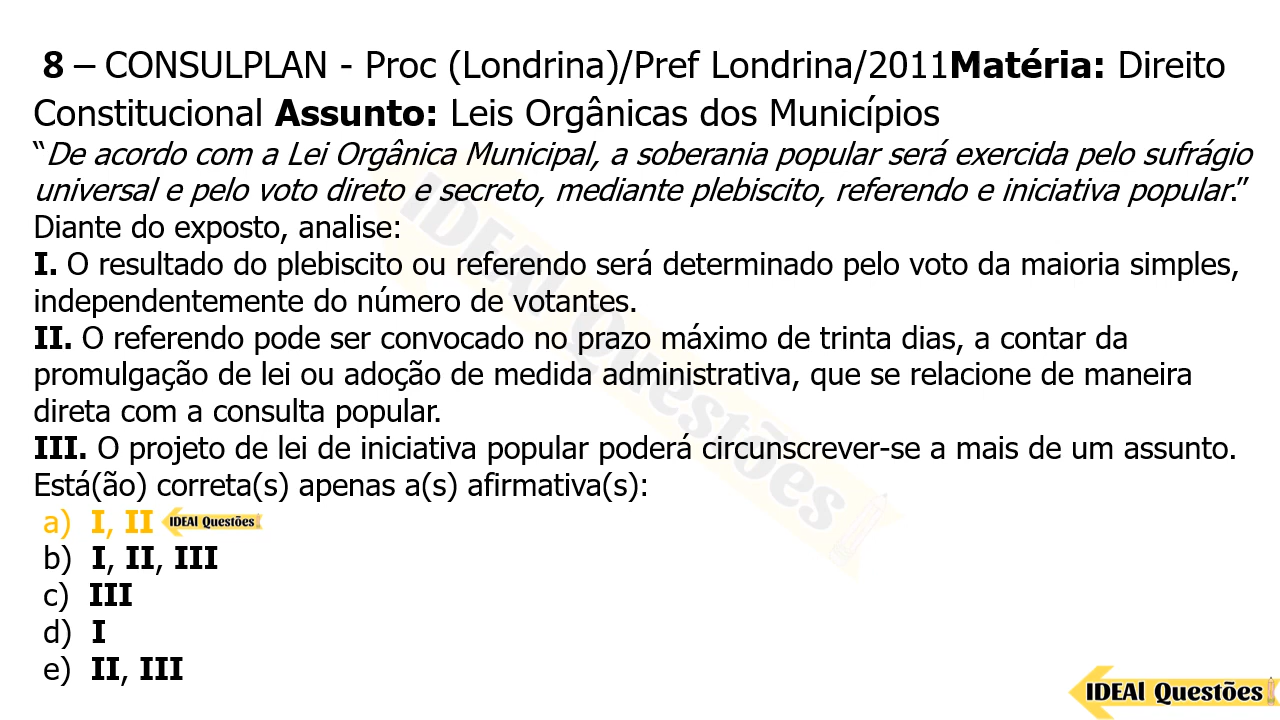 8 – CONSULPLAN - Proc (Londrina)/Pref Londrina/2011Matéria: Direito
Constitucional Assunto: Leis Orgânicas dos Municípios
“De acordo com a Lei Orgânica Municipal, a soberania popular será exercida pelo sufrágio
universal e pelo voto direto e secreto, mediante plebiscito, referendo e iniciativa popular.”
Diante do exposto, analise:
I. O resultado do plebiscito ou referendo será determinado pelo voto da maioria simples,
independentemente do número de votantes.
II. O referendo pode ser convocado no prazo máximo de trinta dias, a contar da
promulgação de lei ou adoção de medida administrativa, que se relacione de maneira
direta com a consulta popular.
III. O projeto de lei de iniciativa popular poderá circunscrever-se a mais de um assunto.
Está(ão) correta(s) apenas a(s) afirmativa(s):
a) I, II IDEAl Questões
b) I, II, III
c) III
d) I
e) II, III
IDEAl Questões
IDEAl Questões